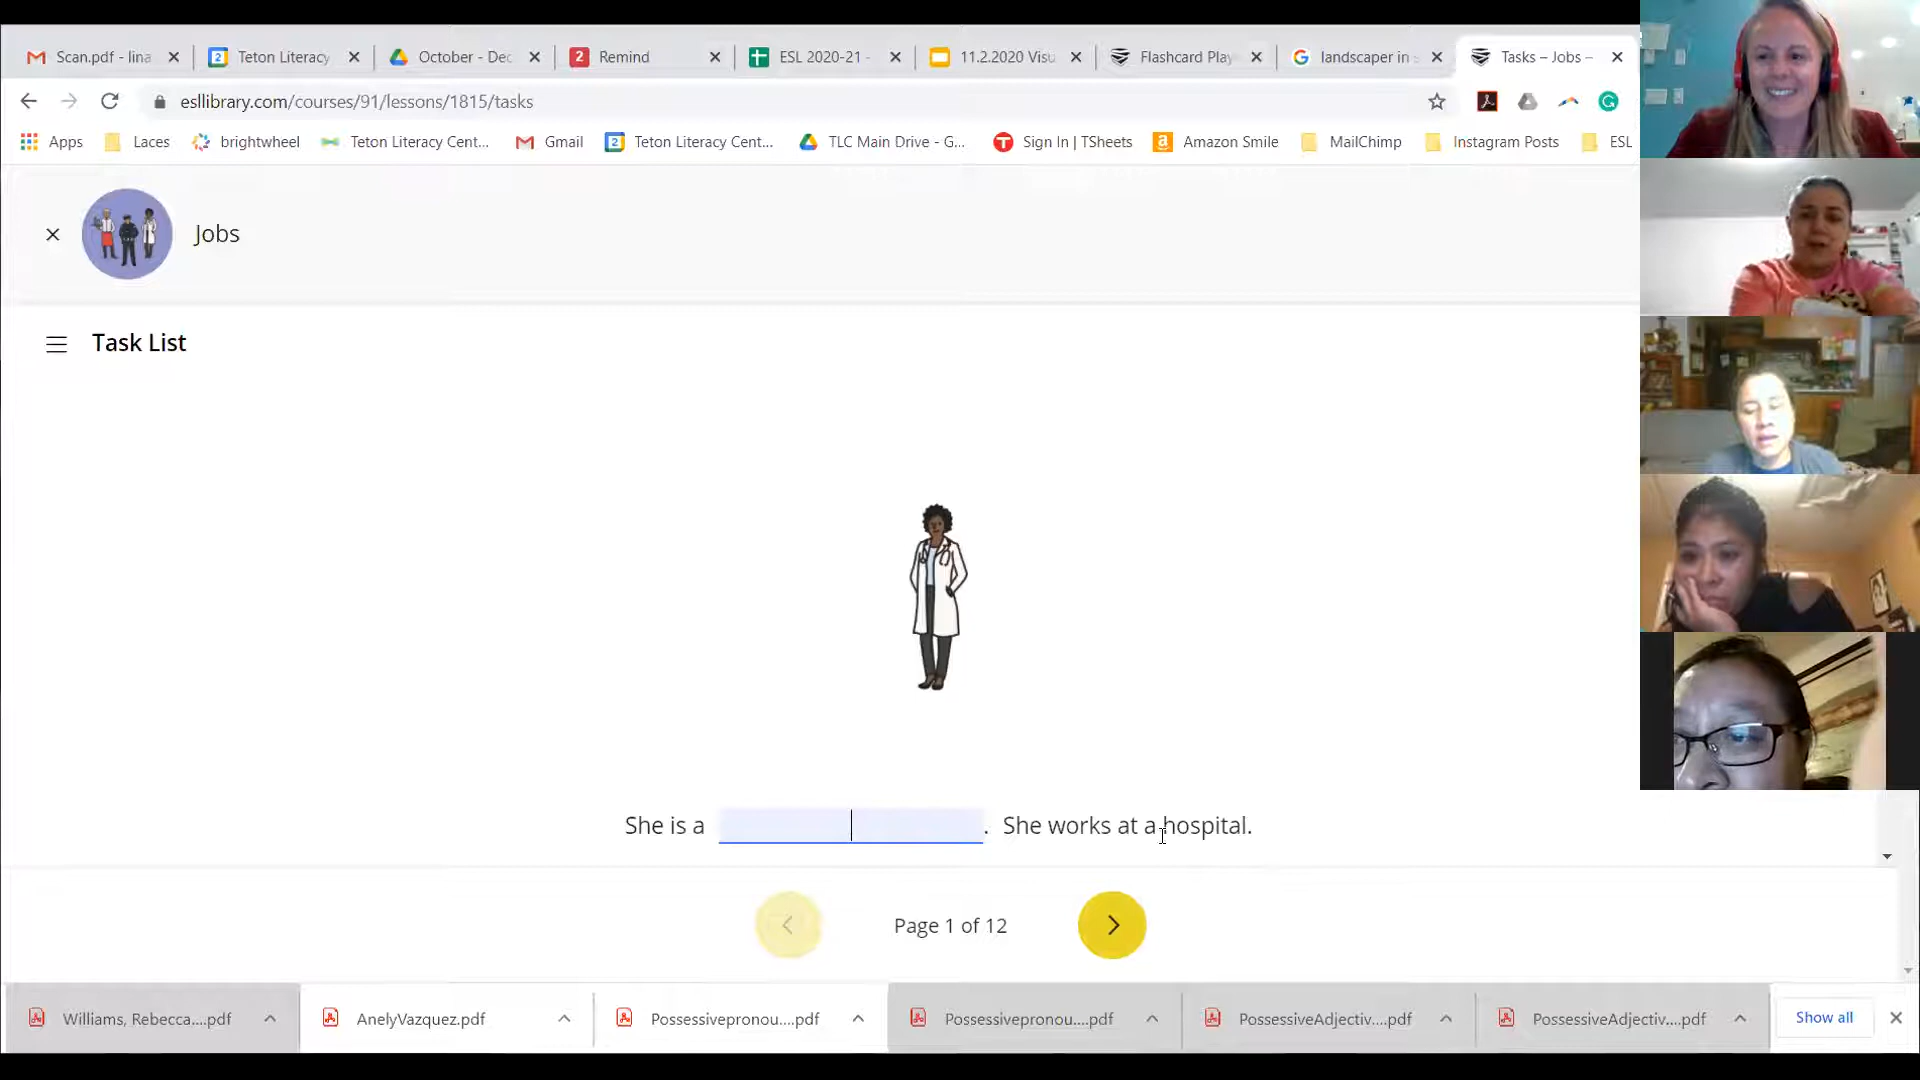 Scan.pdf - lina
Teton Literacy
October - Dec
2 Remind
ESL 2020-21 -
11.2.2020 Visu
Flashcard Play
landscaper in s
Tasks – Jobs –
esllibrary.com/courses/91/lessons/1815/tasks
Apps
Laces
brightwheel
Teton Literacy Cent...
Gmail
Teton Literacy Cent...
TLC Main Drive - G...
Sign In | TSheets
Amazon Smile
MailChimp
Instagram Posts
ESL
Jobs
Task List
She is a . She works at a hospital.
Page 1 of 12
Williams, Rebecca....pdf
AnelyVazquez.pdf
Possessivepronou....pdf
Possessivepronou....pdf
PossessiveAdjectiv....pdf
PossessiveAdjectiv....pdf
Show all